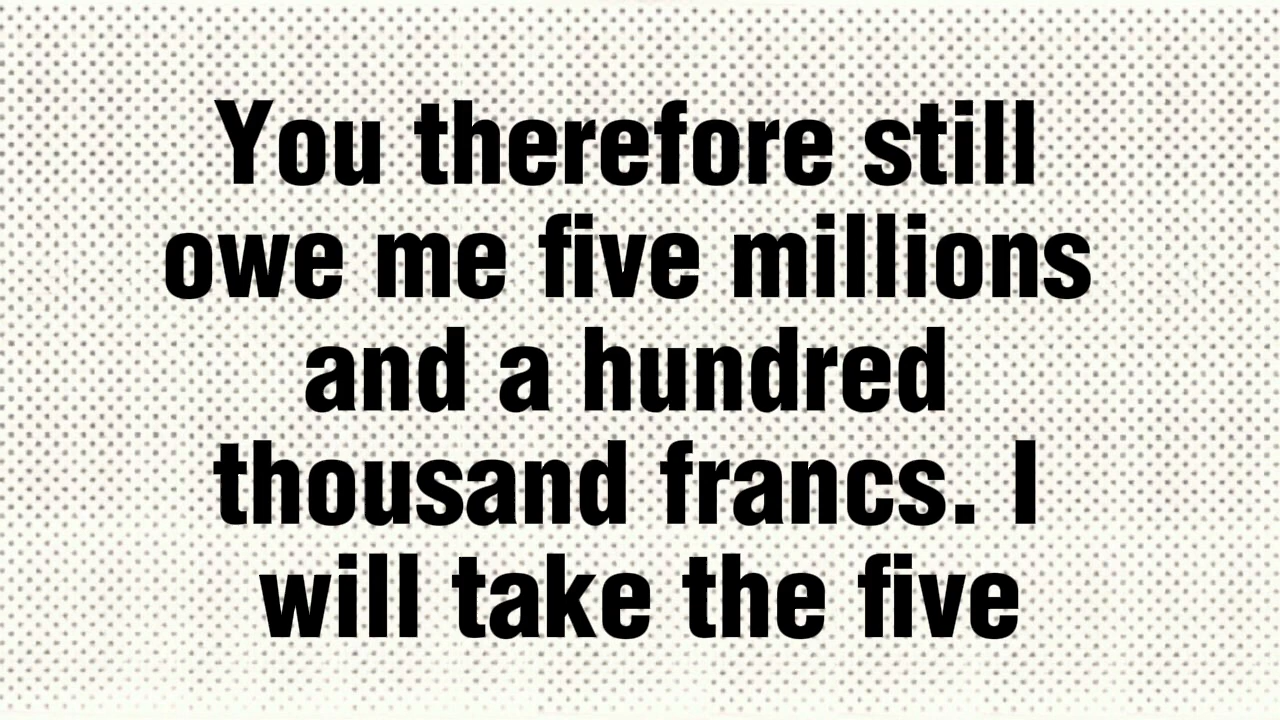 You therefore still
owe me five millions
and a hundred
thousand francs. I
will take the five